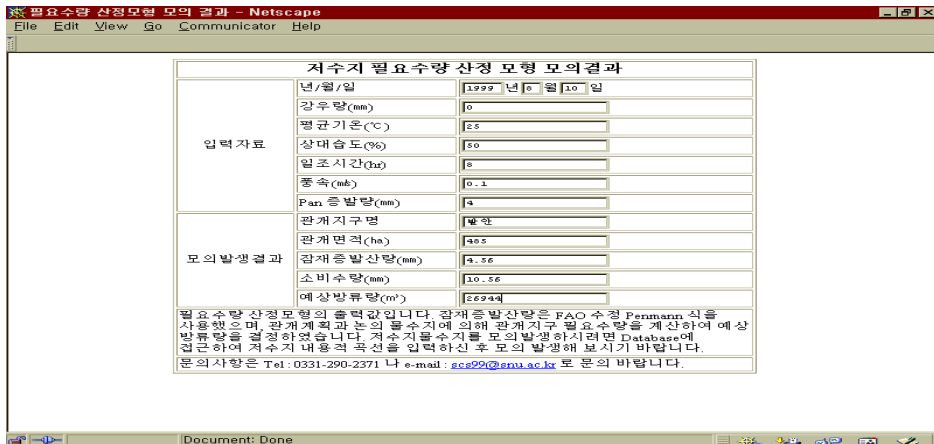 필요수량 산정모형 모의 결과 - Netscape
File Edit View Go Communicator Help
저수지 필요수량 산정 모형 모의결과
입력자료
년/월/일 1999 년 8 월 10 일
강우량(mm) 0
평균기온(℃) 25
상대습도(%) 50
일조시간(hr) 8
풍속(m/s) 0.1
Pan 증발량(mm) 4
모의발생결과
관개지구명 발안
관개면적(ha) 485
잠재증발산량(mm) 4.56
소비수량(mm) 10.56
예상방류량(m³) 26944
필요수량 산정모형의 출력값입니다. 잠재증발산량은 FAO 수정 Penmann 식을
사용했으며, 관개계획과 논의 물수지에 의해 관개지구 필요수량을 계산하여 예상
방류량을 결정하였습니다. 저수지물수지를 모의발생하시려면 Database에
접근하여 저수지 내용적 곡선을 입력하신 후 모의 발생해 보시기 바랍니다.
문의사항은 Tel : 0331-290-2371 나 e-mail : scs99@snu.ac.kr 로 문의 바랍니다.
Document: Done